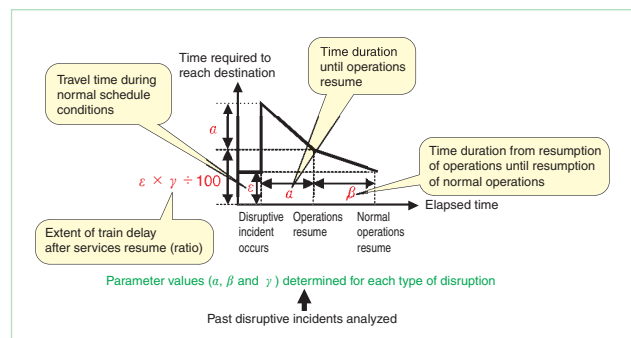 Time required to
reach destination
Time duration
until operations
resume
Travel time during
normal schedule
conditions
a
Time duration from resumption
of operations until resumption
of normal operations
ε × γ ÷ 100
ε
a
β
Elapsed time
Extent of train delay
after services resume (ratio)
Disruptive
incident
occurs
Operations
resume
Normal
operations
resume
Parameter values (a, β and γ) determined for each type of disruption
Past disruptive incidents analyzed